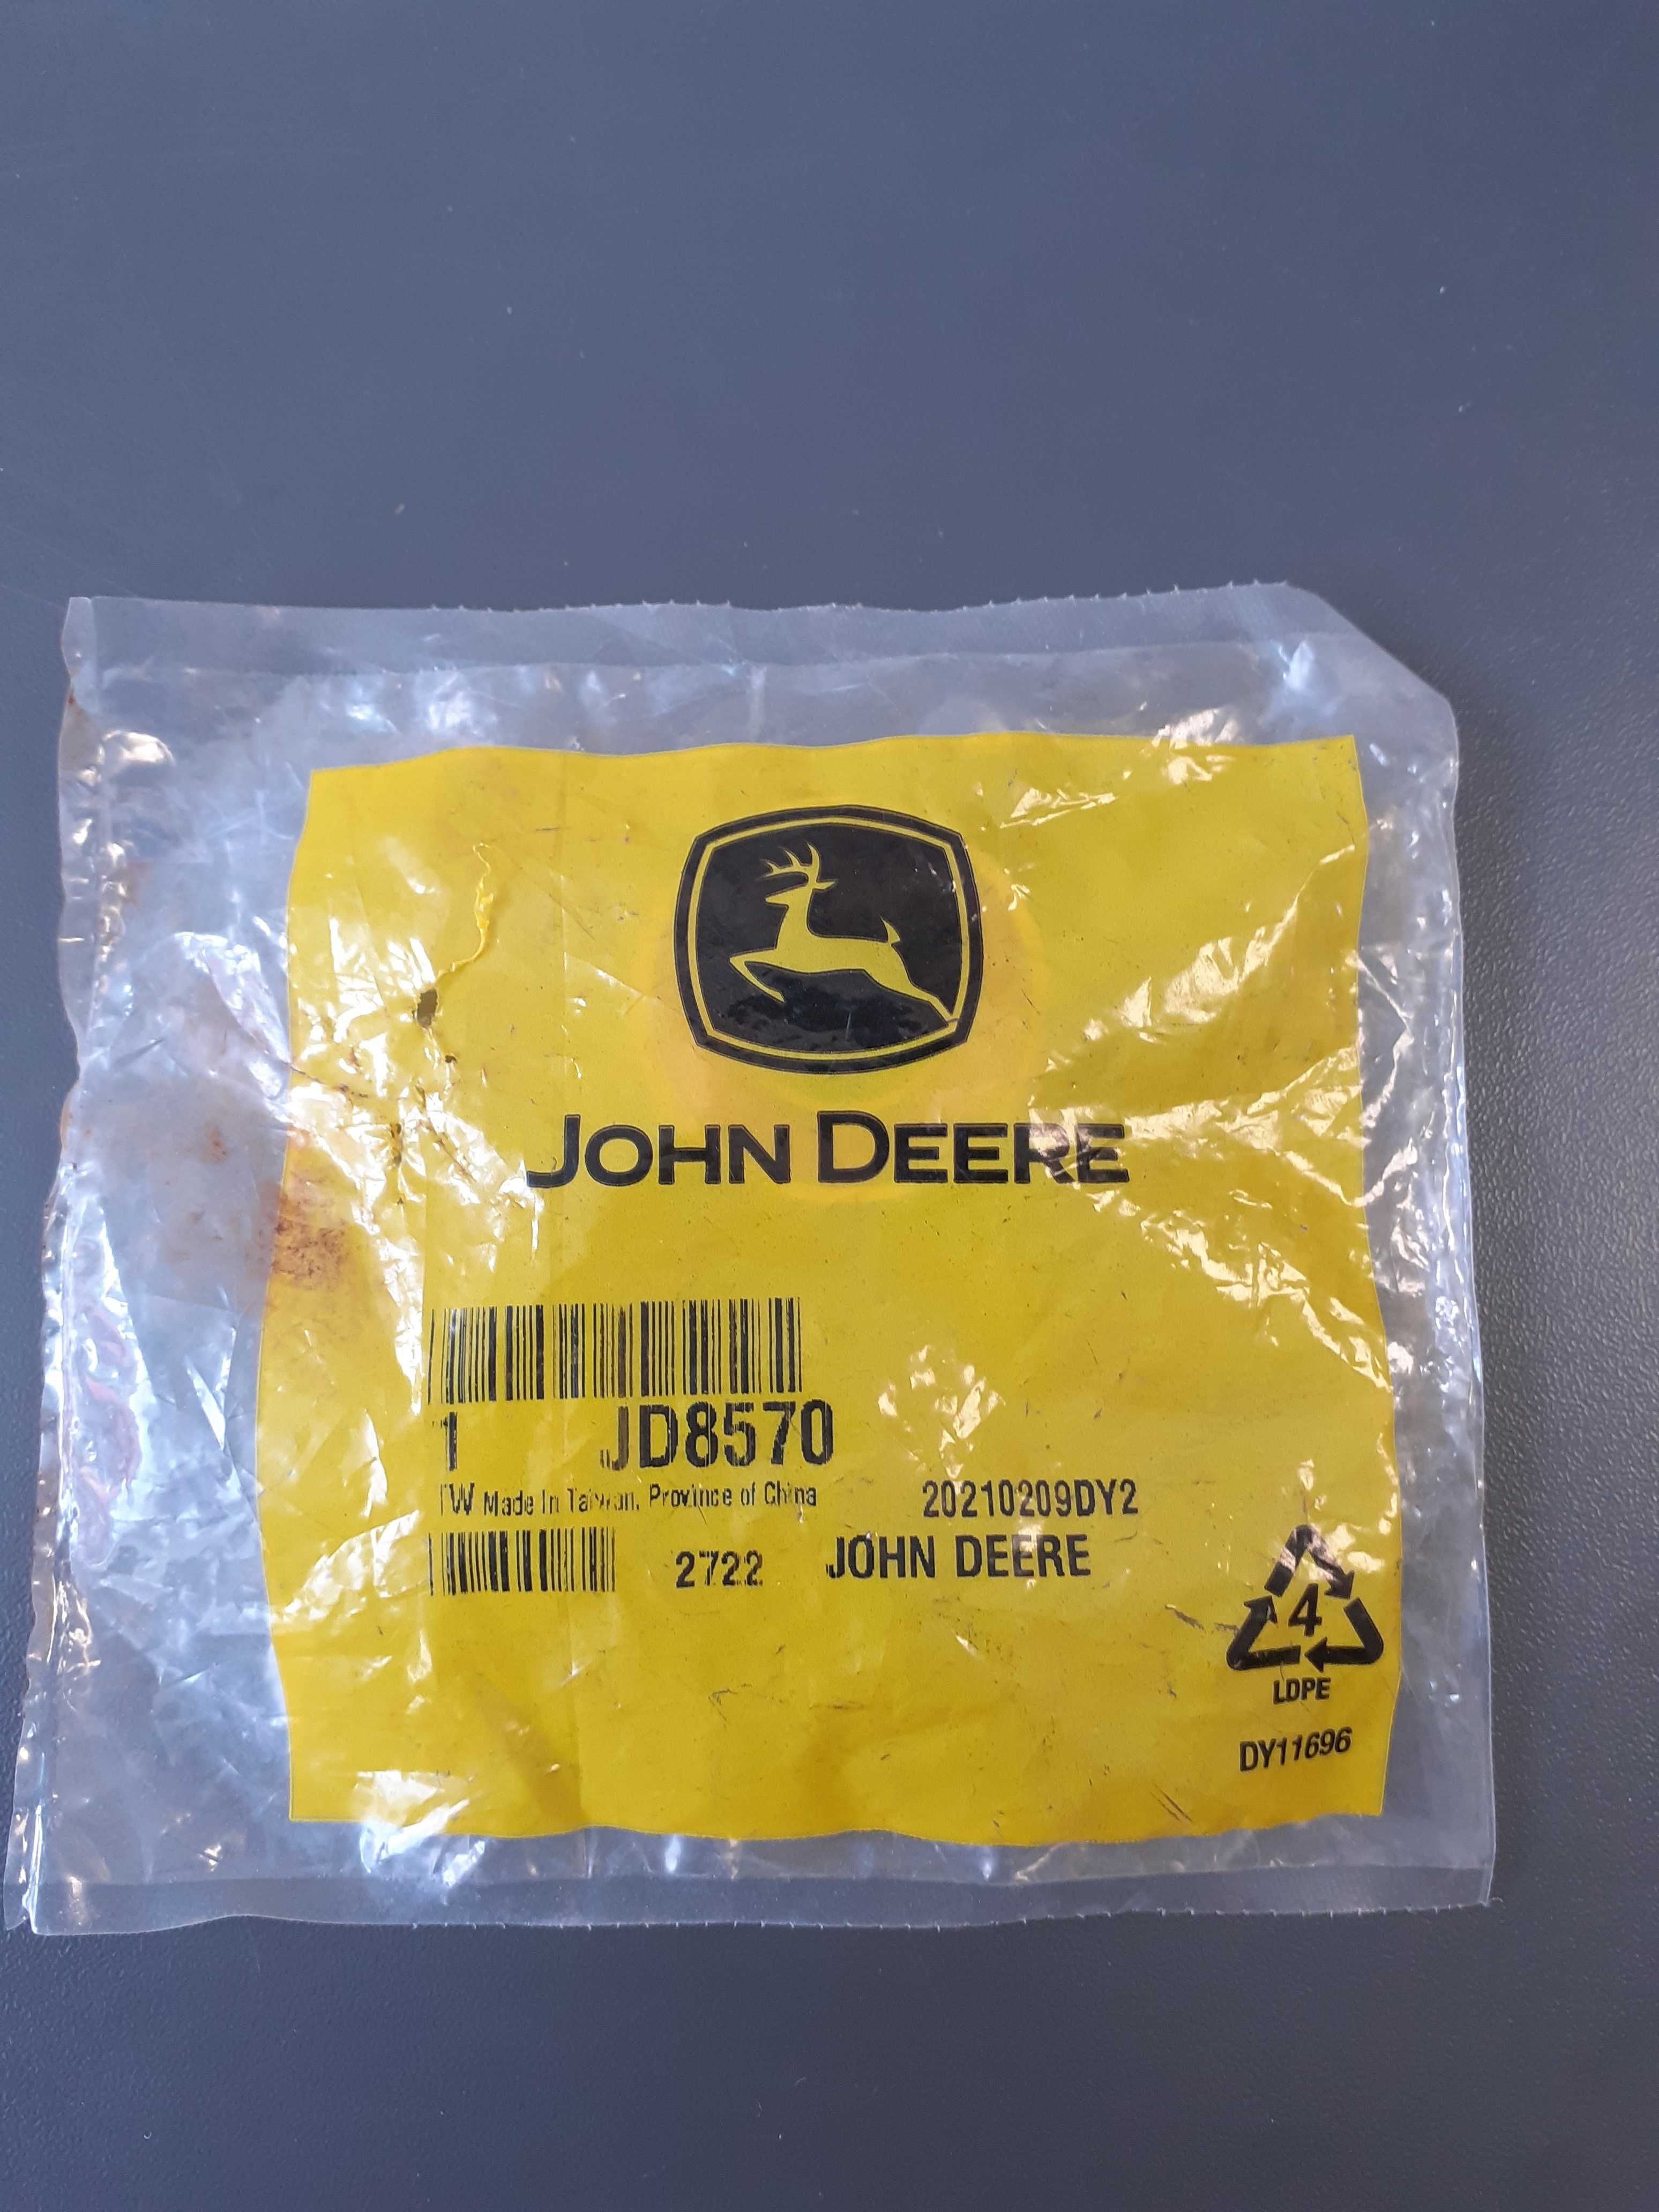 JOHN DEERE
1 JD8570
TW Made In Taiwan, Province of China
20210209DY2
2722 JOHN DEERE
4
LDPE
DY11696